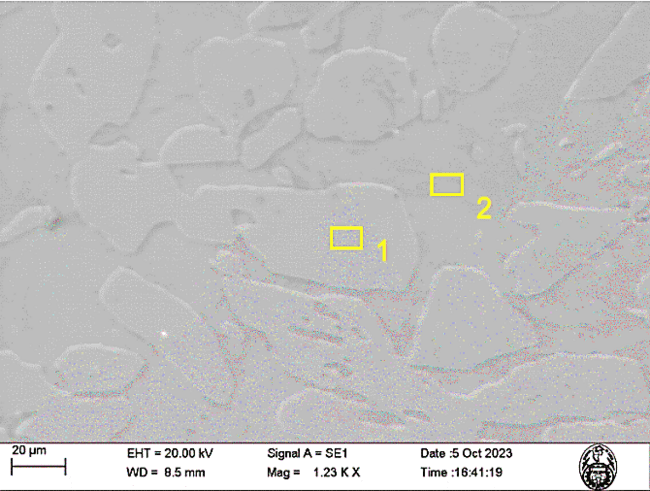 2
1
20 µm
EHT = 20.00 kV
Signal A = SE1
Date :5 Oct 2023
WD = 8.5 mm
Mag = 1.23 K X
Time :16:41:19